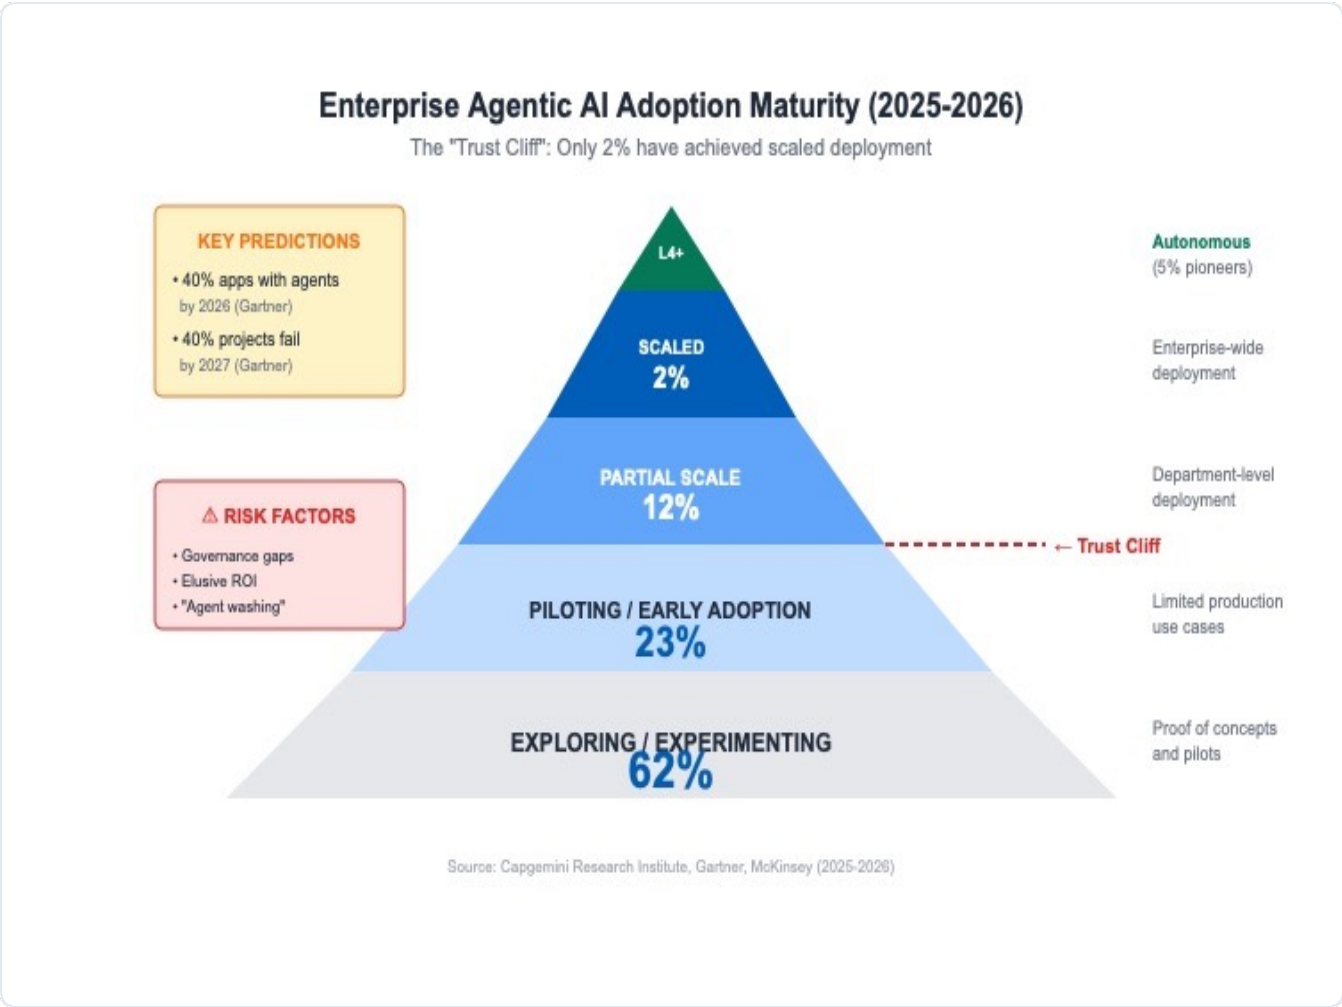 Enterprise Agentic AI Adoption Maturity (2025-2026)
The "Trust Cliff": Only 2% have achieved scaled deployment
KEY PREDICTIONS
• 40% apps with agents
by 2026 (Gartner)
• 40% projects fail
by 2027 (Gartner)
⚠ RISK FACTORS
• Governance gaps
• Elusive ROI
• "Agent washing"
L4+
SCALED
2%
PARTIAL SCALE
12%
PILOTING / EARLY ADOPTION
23%
EXPLORING / EXPERIMENTING
62%
Autonomous
(5% pioneers)
Enterprise-wide
deployment
Department-level
deployment
← Trust Cliff
Limited production
use cases
Proof of concepts
and pilots
Source: Capgemini Research Institute, Gartner, McKinsey (2025-2026)